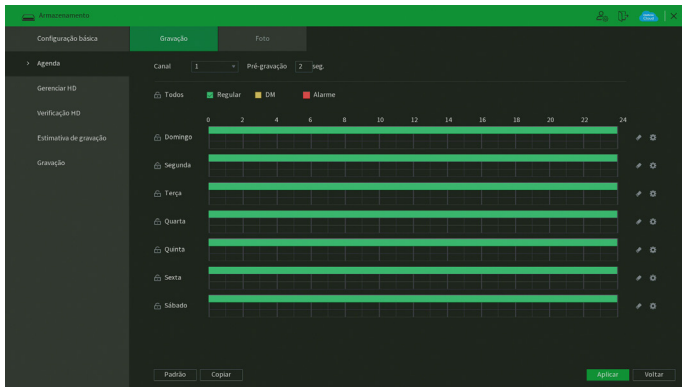 Armazenamento
Configuração básica
Gravação
Foto
Agenda
Canal 1 Pré-gravação 2 seg.
Gerenciar HD
Todos Regular DM Alarme
Verificação HD
0 2 4 6 8 10 12 14 16 18 20 22 24
Estimativa de gravação
Domingo
Gravação
Segunda
Terça
Quarta
Quinta
Sexta
Sábado
Padrão Copiar Aplicar Voltar